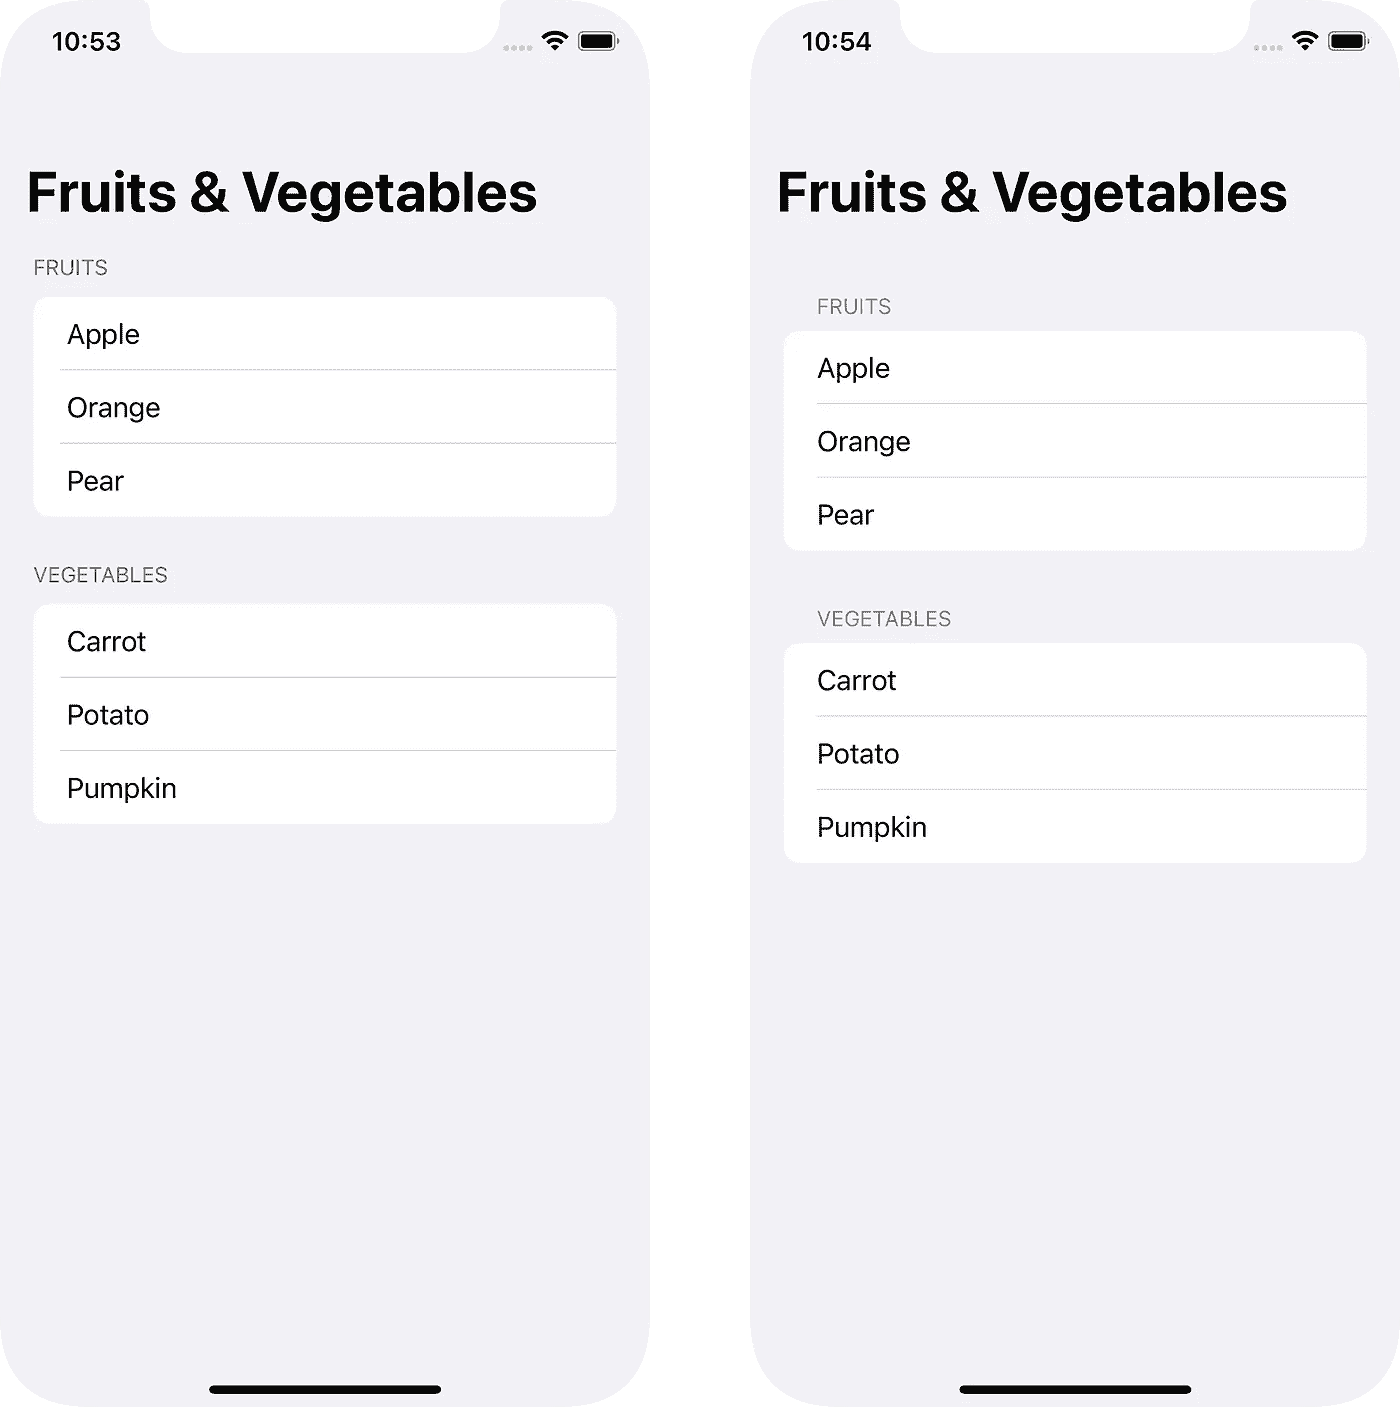 10:53
Fruits & Vegetables
FRUITS
Apple
Orange
Pear
VEGETABLES
Carrot
Potato
Pumpkin
10:54
Fruits & Vegetables
FRUITS
Apple
Orange
Pear
VEGETABLES
Carrot
Potato
Pumpkin